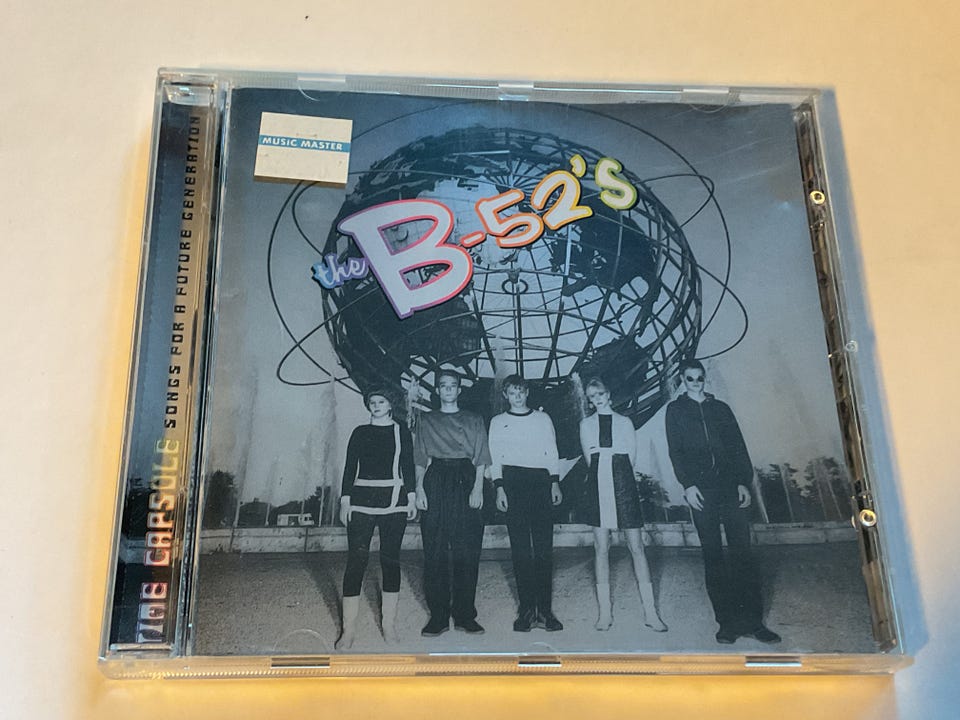 MUSIC MASTER
the B-52's
TIME CAPSULE SONGS FOR A FUTURE GENERATION